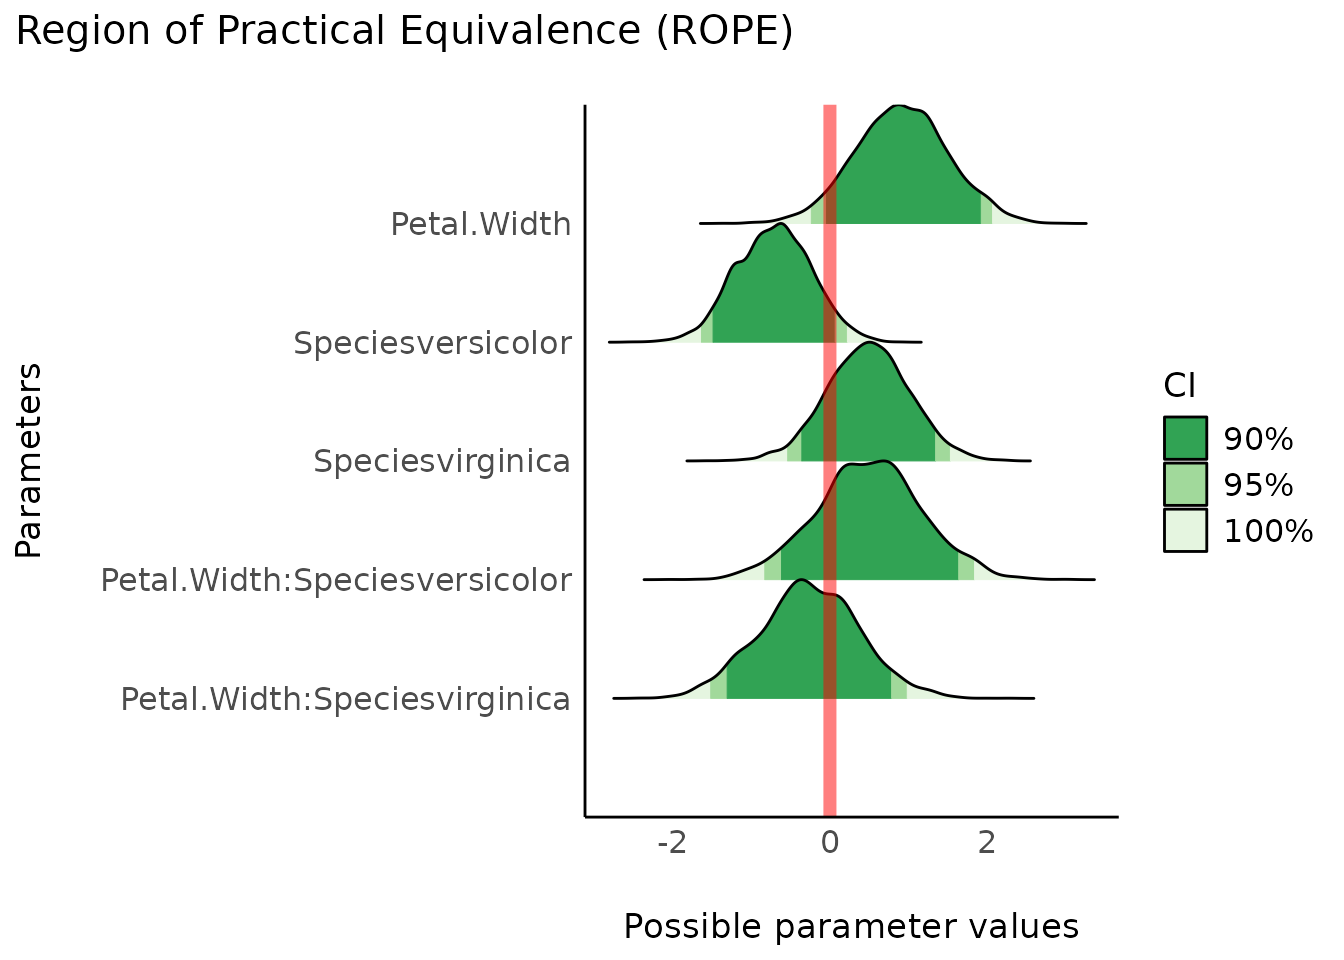 Region of Practical Equivalence (ROPE)
Parameters
Petal.Width
Speciesversicolor
Speciesvirginica
Petal.Width:Speciesversicolor
Petal.Width:Speciesvirginica
-2 0 2
Possible parameter values
CI
90%
95%
100%